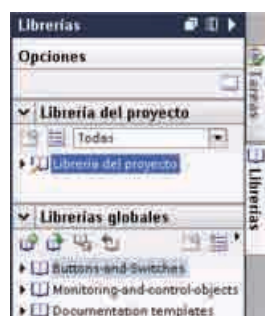 Librerías
Opciones
Librería del proyecto
Todas
Librería del proyecto
Librerías globales
Buttons-and-Switches
Monitoring-and-control-objects
Documentation templates
Tareas
Librerías